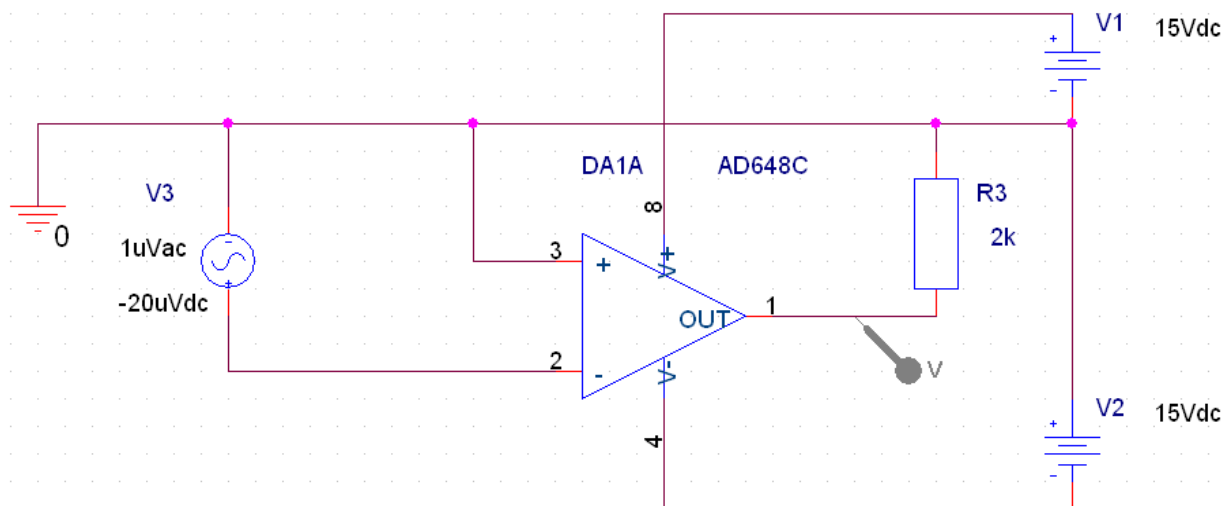 V1 15Vdc
+
-
DA1A AD648C
V3
8
R3
0
1uVac
-
2k
3
+
V+
-20uVdc
+
1
OUT
2
-
V-
V
V2 15Vdc
+
4
-